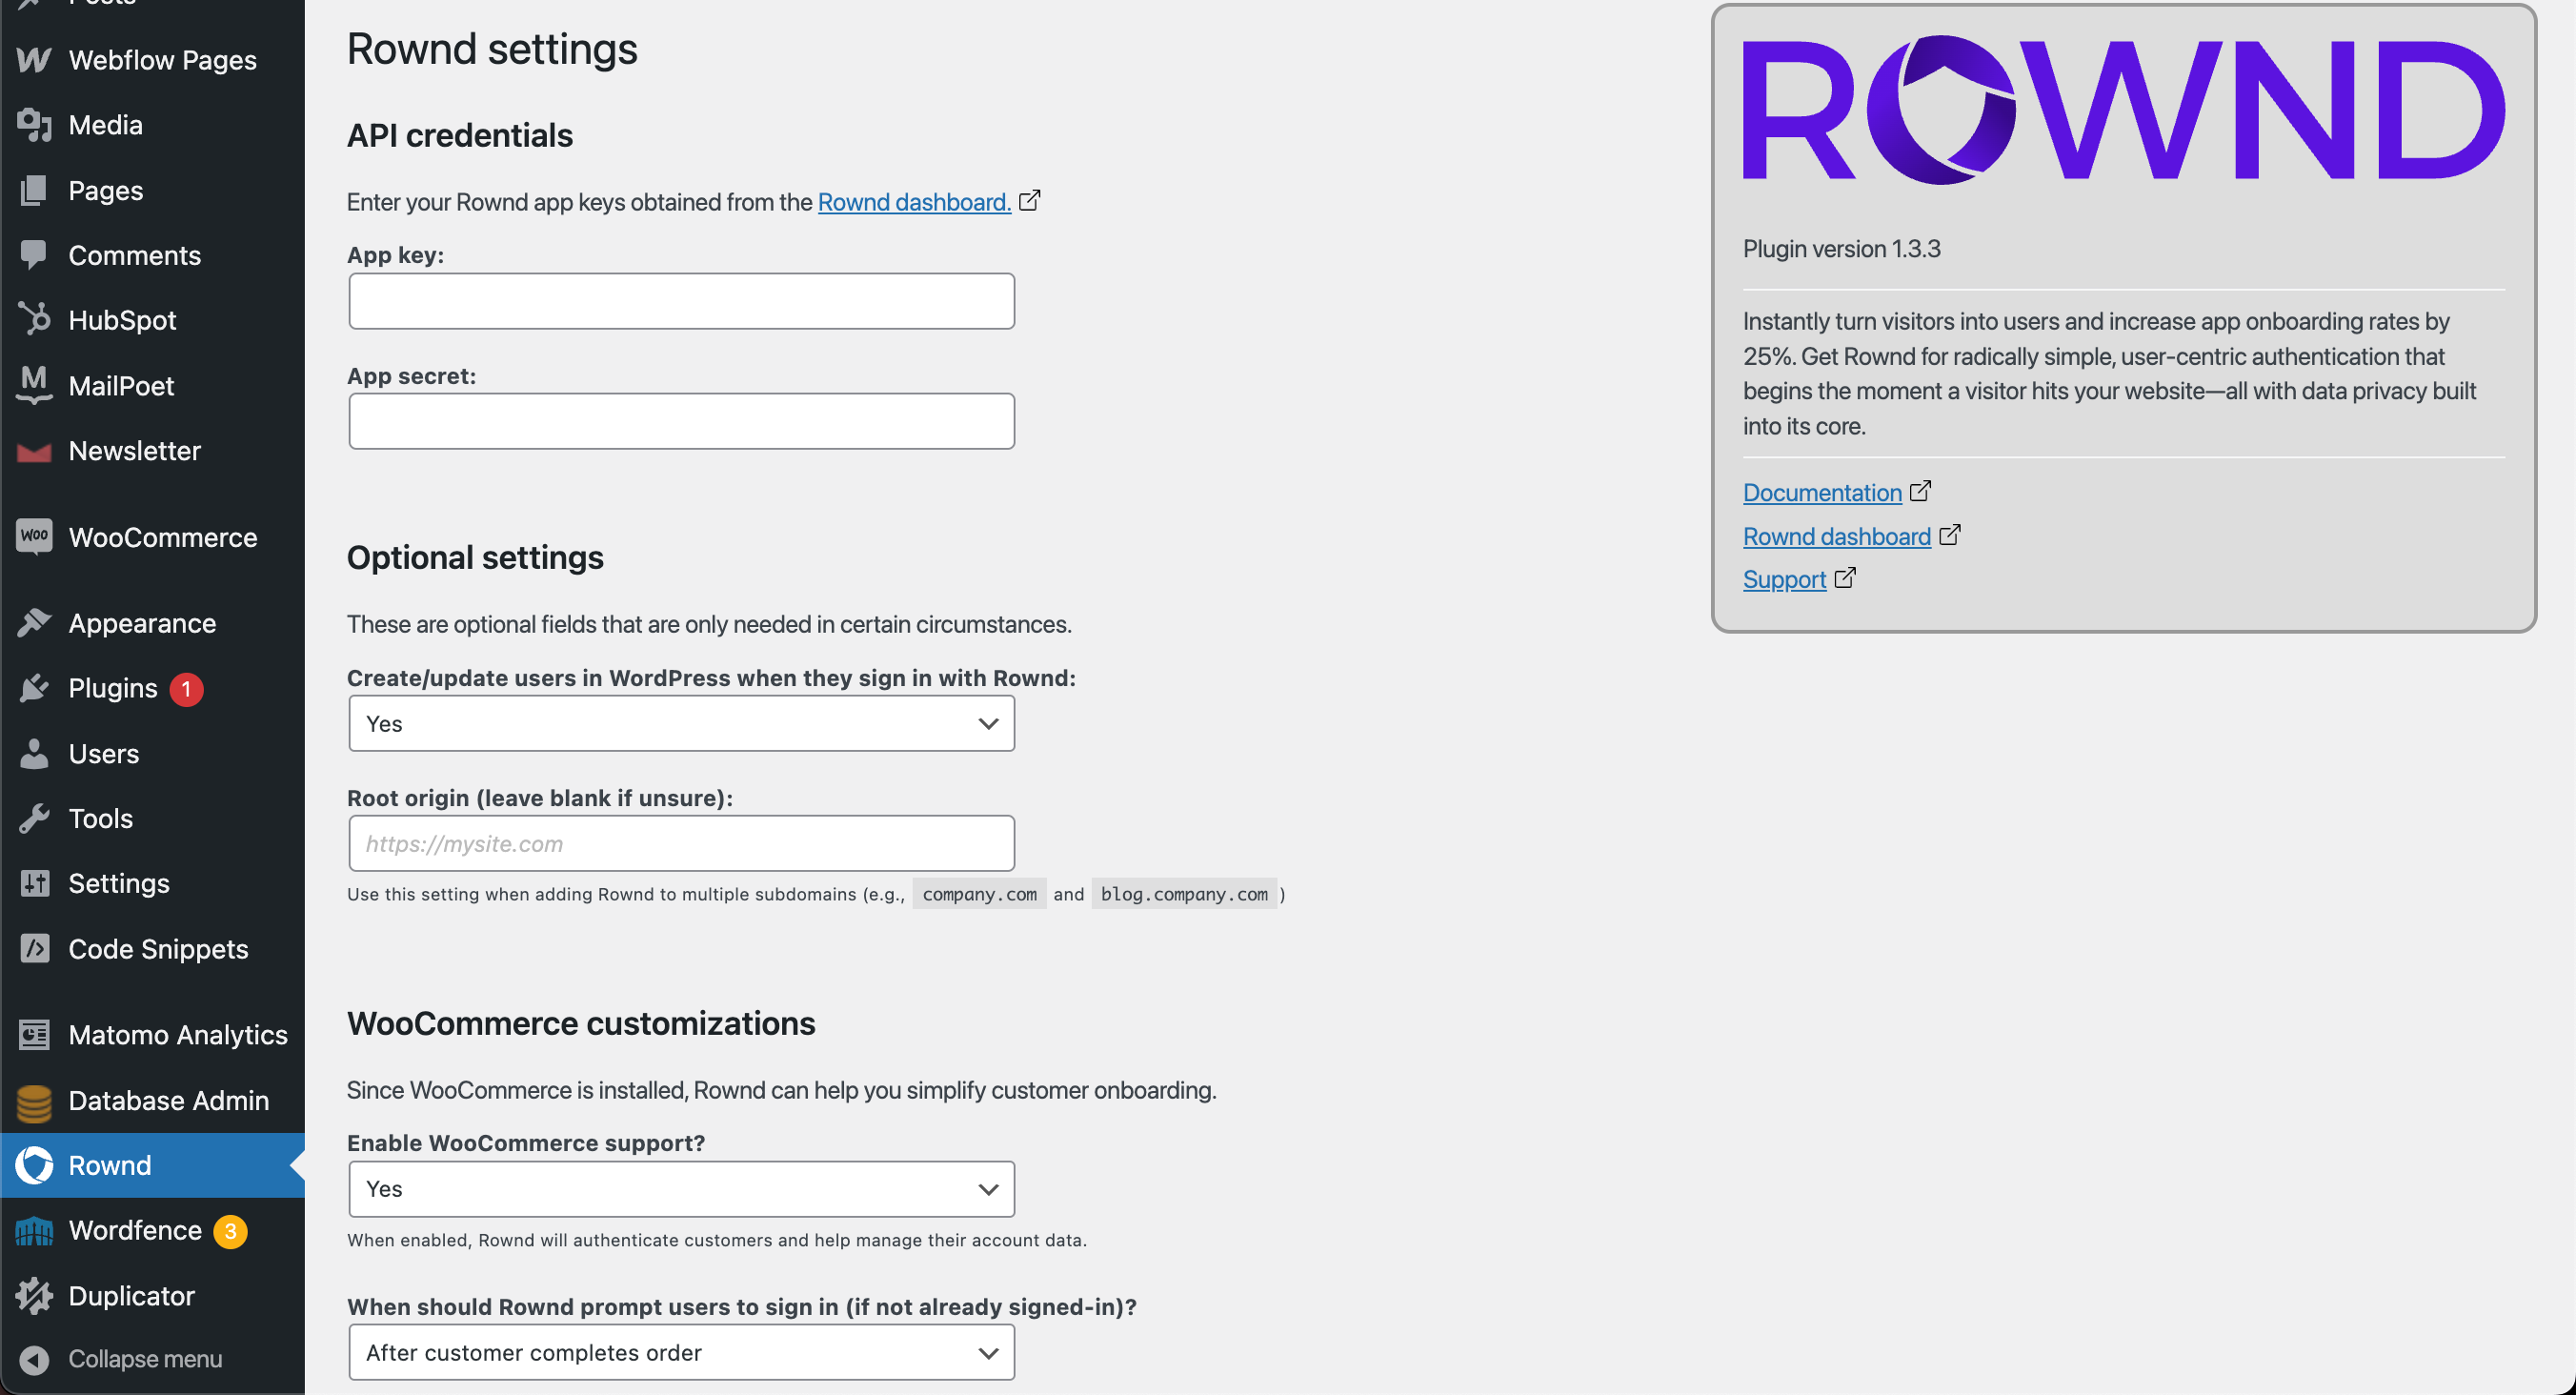 Posts
Webflow Pages
Media
Pages
Comments
HubSpot
MailPoet
Newsletter
WooCommerce
Appearance
Plugins 1
Users
Tools
Settings
Code Snippets
Matomo Analytics
Database Admin
Rownd
Wordfence 3
Duplicator
Collapse menu
Rownd settings
API credentials
Enter your Rownd app keys obtained from the Rownd dashboard.
App key:
App secret:
Optional settings
These are optional fields that are only needed in certain circumstances.
Create/update users in WordPress when they sign in with Rownd:
Yes
Root origin (leave blank if unsure):
https://mysite.com
Use this setting when adding Rownd to multiple subdomains (e.g., company.com and blog.company.com )
WooCommerce customizations
Since WooCommerce is installed, Rownd can help you simplify customer onboarding.
Enable WooCommerce support?
Yes
When enabled, Rownd will authenticate customers and help manage their account data.
When should Rownd prompt users to sign in (if not already signed-in)?
After customer completes order
ROWND
Plugin version 1.3.3
Instantly turn visitors into users and increase app onboarding rates by
25%. Get Rownd for radically simple, user-centric authentication that
begins the moment a visitor hits your website—all with data privacy built
into its core.
Documentation
Rownd dashboard
Support